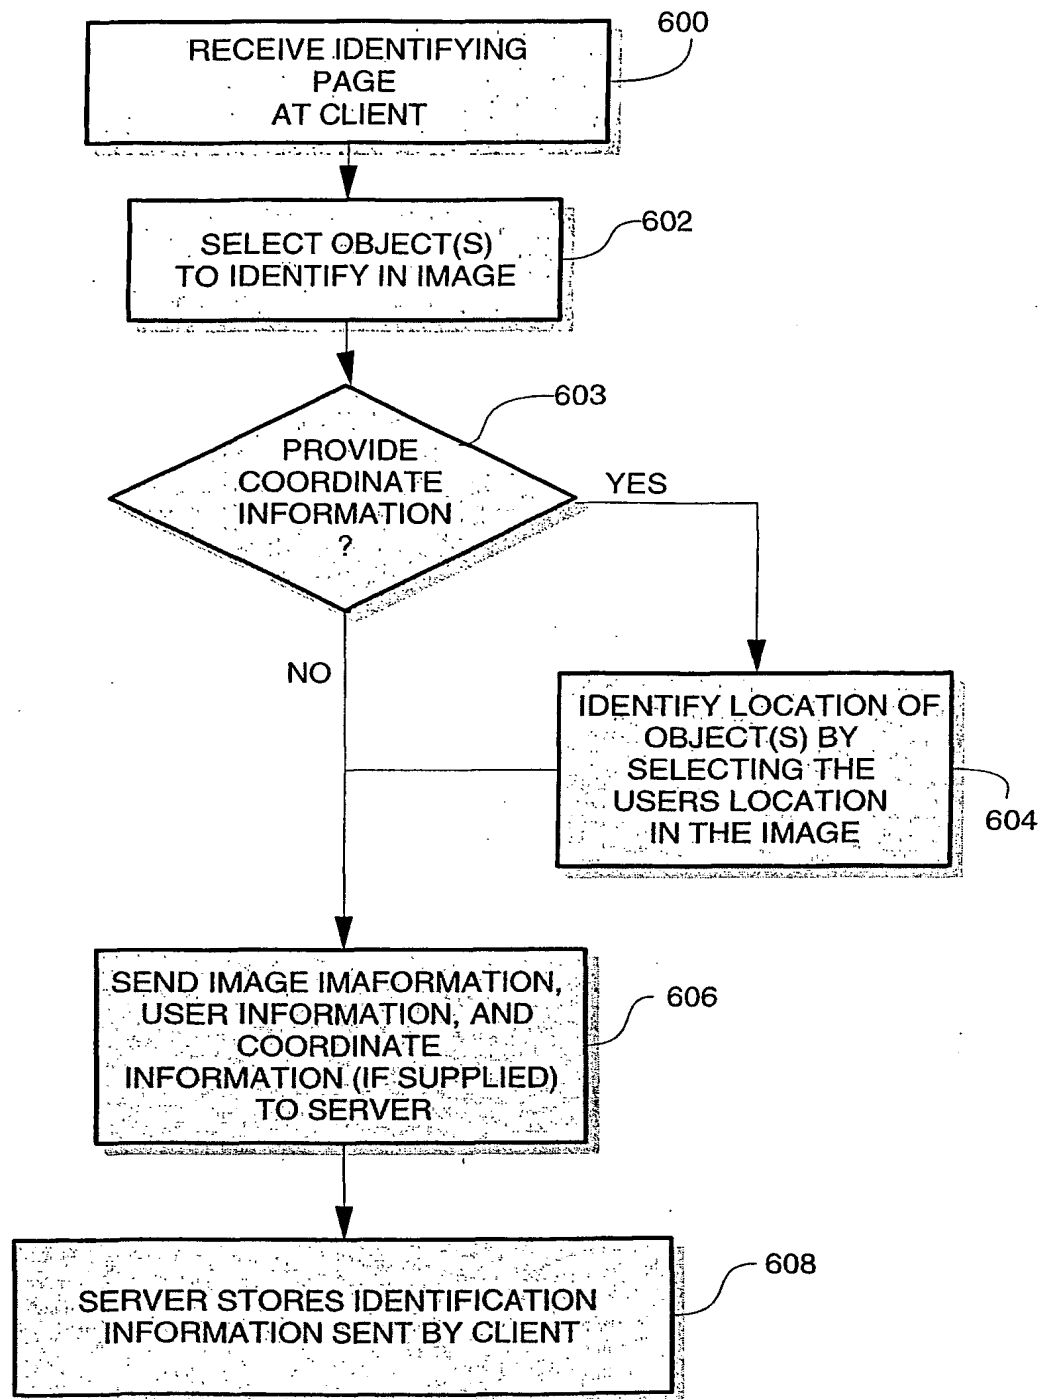 600
RECEIVE IDENTIFYING
PAGE
AT CLIENT
602
SELECT OBJECT(S)
TO IDENTIFY IN IMAGE
603
PROVIDE
COORDINATE
INFORMATION
?
YES
NO
IDENTIFY LOCATION OF
OBJECT(S) BY
SELECTING THE
USERS LOCATION
IN THE IMAGE
604
SEND IMAGE IMAFORMATION,
USER INFORMATION, AND
COORDINATE
INFORMATION (IF SUPPLIED)
TO SERVER
606
SERVER STORES IDENTIFICATION
INFORMATION SENT BY CLIENT
608